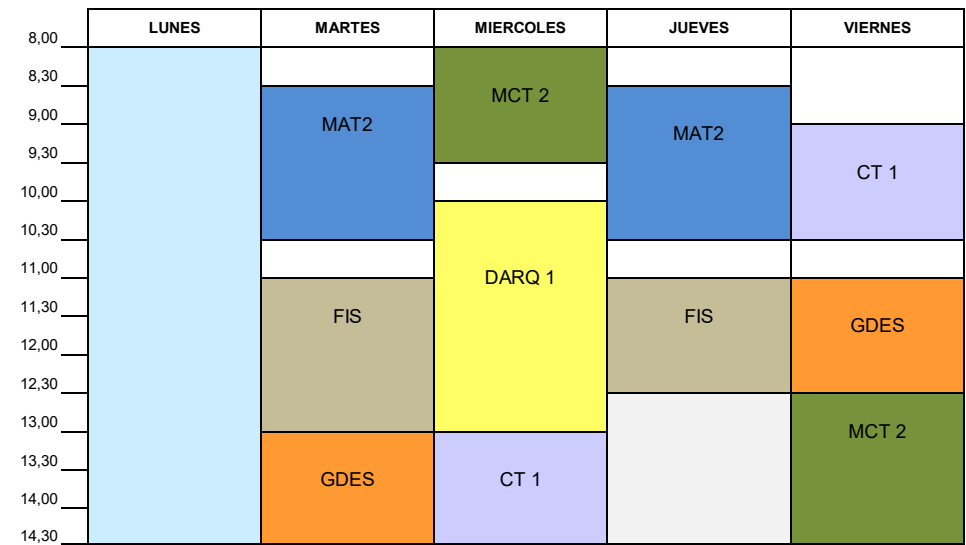 LUNES MARTES MIERCOLES JUEVES VIERNES
8,00
8,30
MCT 2
9,00
MAT2 MAT2
9,30
CT 1
10,00
10,30
11,00
DARQ 1
11,30
FIS FIS GDES
12,00
12,30
13,00
MCT 2
13,30
GDES CT 1
14,00
14,30